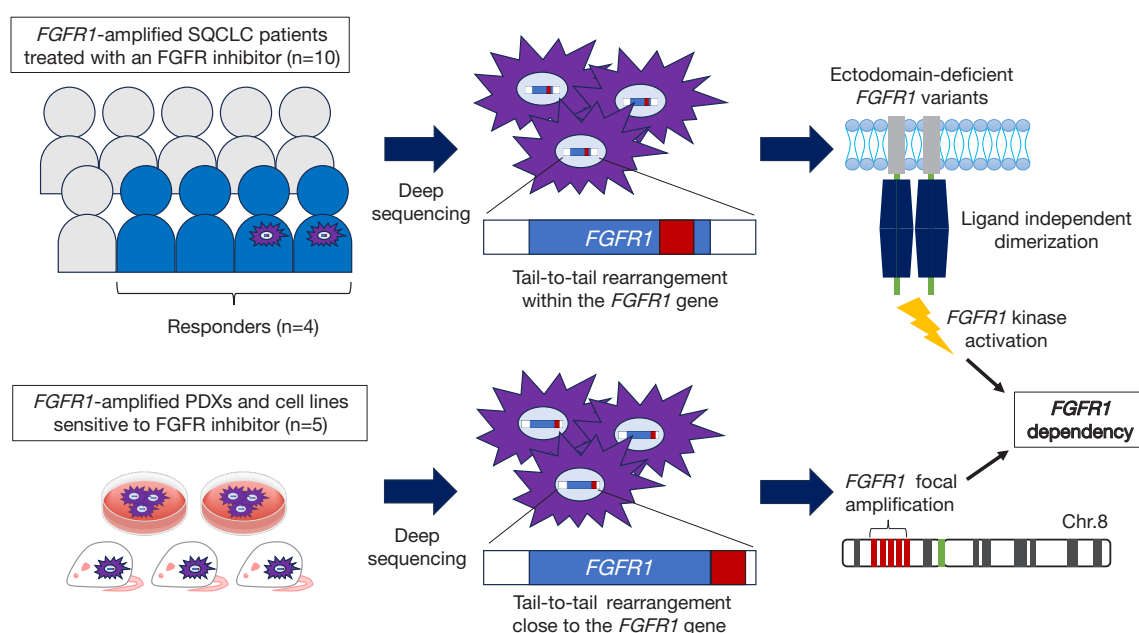 FGFR1-amplified SQCLC patients
treated with an FGFR inhibitor (n=10)
Responders (n=4)
Deep
sequencing
FGFR1
Tail-to-tail rearrangement
within the FGFR1 gene
Ectodomain-deficient
FGFR1 variants
Ligand independent
dimerization
FGFR1 kinase
activation
FGFR1
dependency
FGFR1-amplified PDXs and cell lines
sensitive to FGFR inhibitor (n=5)
Deep
sequencing
FGFR1
Tail-to-tail rearrangement
close to the FGFR1 gene
FGFR1 focal
amplification
Chr.8